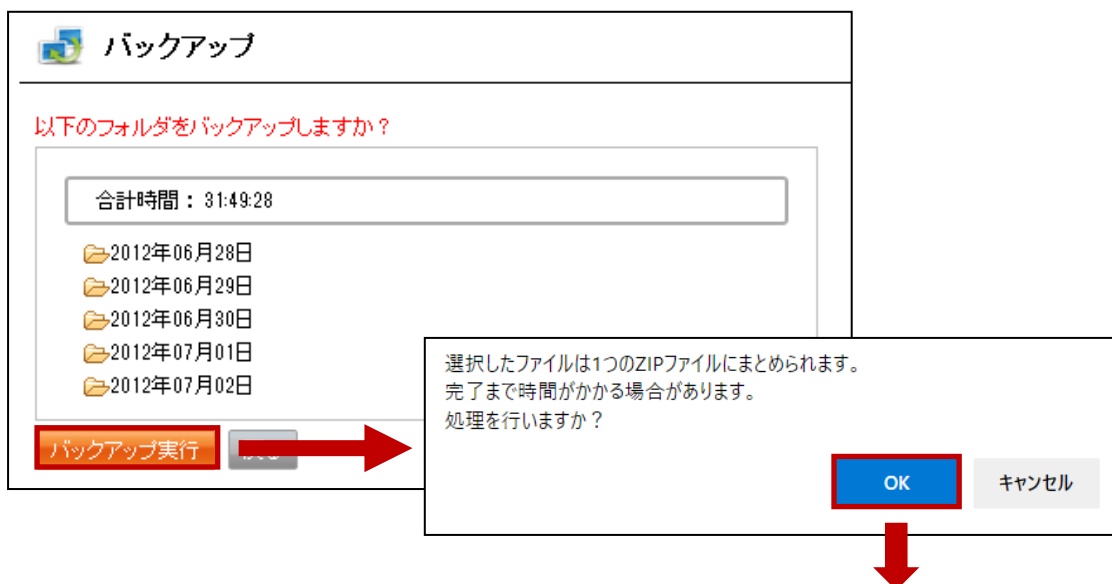 バックアップ
以下のフォルダをバックアップしますか？
合計時間： 31:49:28
2012年06月28日
2012年06月29日
2012年06月30日
2012年07月01日
2012年07月02日
バックアップ実行
選択したファイルは1つのZIPファイルにまとめられます。
完了まで時間がかかる場合があります。
処理を行いますか？
OK キャンセル